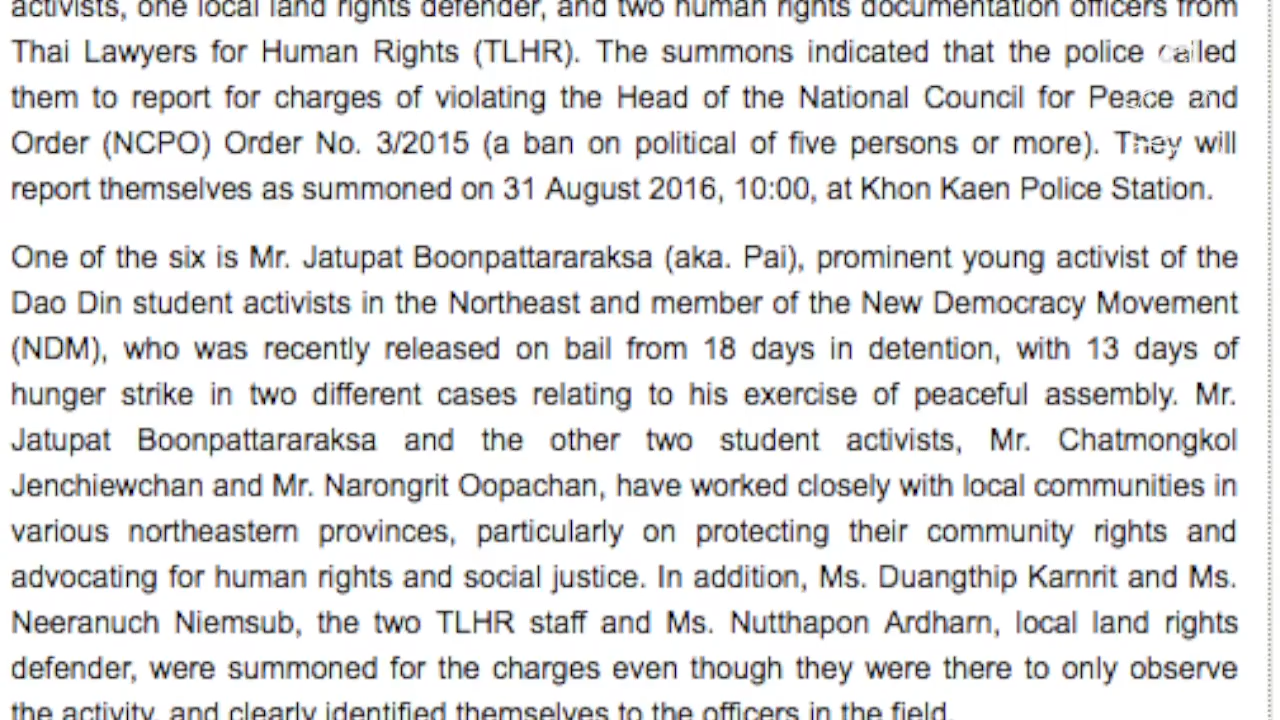 activists, one local land rights defender, and two human rights documentation officers from
Thai Lawyers for Human Rights (TLHR). The summons indicated that the police called
them to report for charges of violating the Head of the National Council for Peace and
Order (NCPO) Order No. 3/2015 (a ban on political of five persons or more). They will
report themselves as summoned on 31 August 2016, 10:00, at Khon Kaen Police Station.
One of the six is Mr. Jatupat Boonpattararaksa (aka. Pai), prominent young activist of the
Dao Din student activists in the Northeast and member of the New Democracy Movement
(NDM), who was recently released on bail from 18 days in detention, with 13 days of
hunger strike in two different cases relating to his exercise of peaceful assembly. Mr.
Jatupat Boonpattararaksa and the other two student activists, Mr. Chatmongkol
Jenchiewchan and Mr. Narongrit Oopachan, have worked closely with local communities in
various northeastern provinces, particularly on protecting their community rights and
advocating for human rights and social justice. In addition, Ms. Duangthip Karnrit and Ms.
Neeranuch Niemsub, the two TLHR staff and Ms. Nutthapon Ardharn, local land rights
defender, were summoned for the charges even though they were there to only observe
the activity, and clearly identified themselves to the officers in the field.